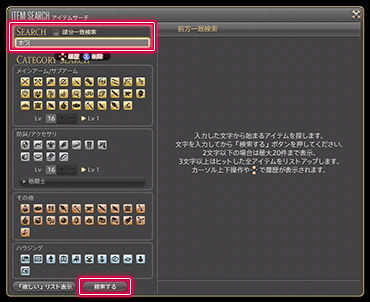 ITEM SEARCH アイテムサーチ
SEARCH 部分一致検索
履歴 削除
CATEGORY SEARCH
メインアーム/サブアーム
Lv 16 Lv 1
防具/アクセサリ
Lv 16 Lv 1
格闘士
その他
ハウジング
「欲しい」リスト表示 検索する
前方一致検索
入力した文字から始まるアイテムを探します。
文字を入力してから「検索する」ボタンを押してください。
2文字以下の場合は最大20件まで表示、
3文字以上はヒットした全アイテムをリストアップします。
カーソル上下操作や で履歴が表示されます。